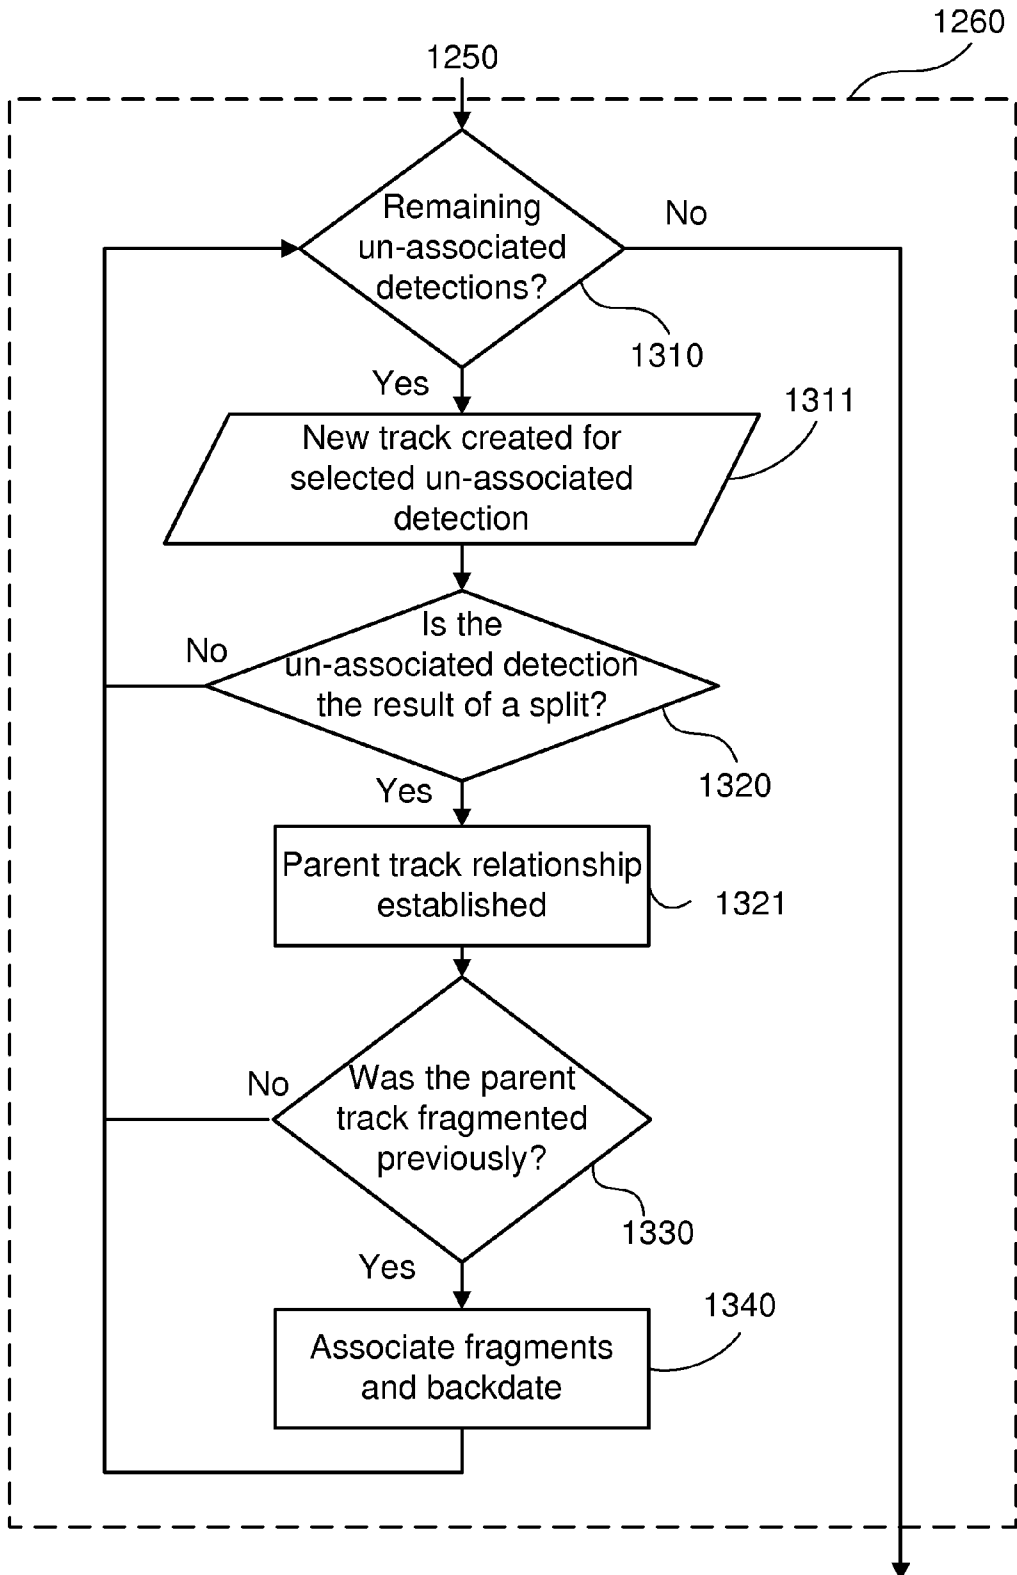 1260
1250
Remaining
un-associated
detections?
No
1310
Yes
1311
New track created for
selected un-associated
detection
Is the
un-associated detection
the result of a split?
No
1320
Yes
Parent track relationship
established
1321
Was the parent
track fragmented
previously?
No
1330
Yes
1340
Associate fragments
and backdate